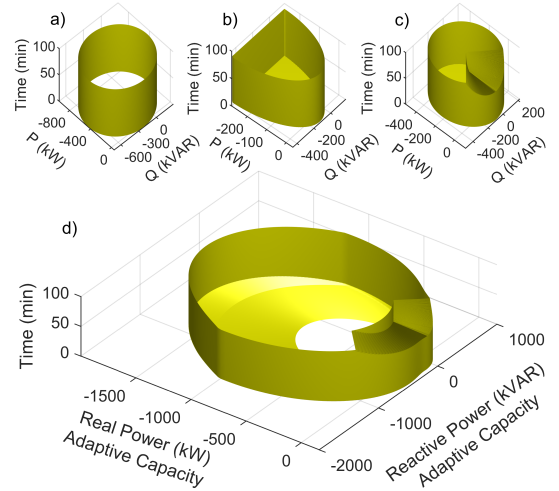 a)
Time (min)
100
50
0
-800
-400
0
P (kW)
0
-300
-600
Q (kVAR)
b)
Time (min)
100
50
0
-200
-100
0
P (kW)
0
-200
-400
Q (kVAR)
c)
Time (min)
100
50
0
-400
-200
0
P (kW)
200
0
-200
-400
Q (kVAR)
d)
Time (min)
100
50
0
-1500
-1000
-500
0
Real Power (kW)
Adaptive Capacity
1000
0
-1000
-2000
Reactive Power (kVAR)
Adaptive Capacity